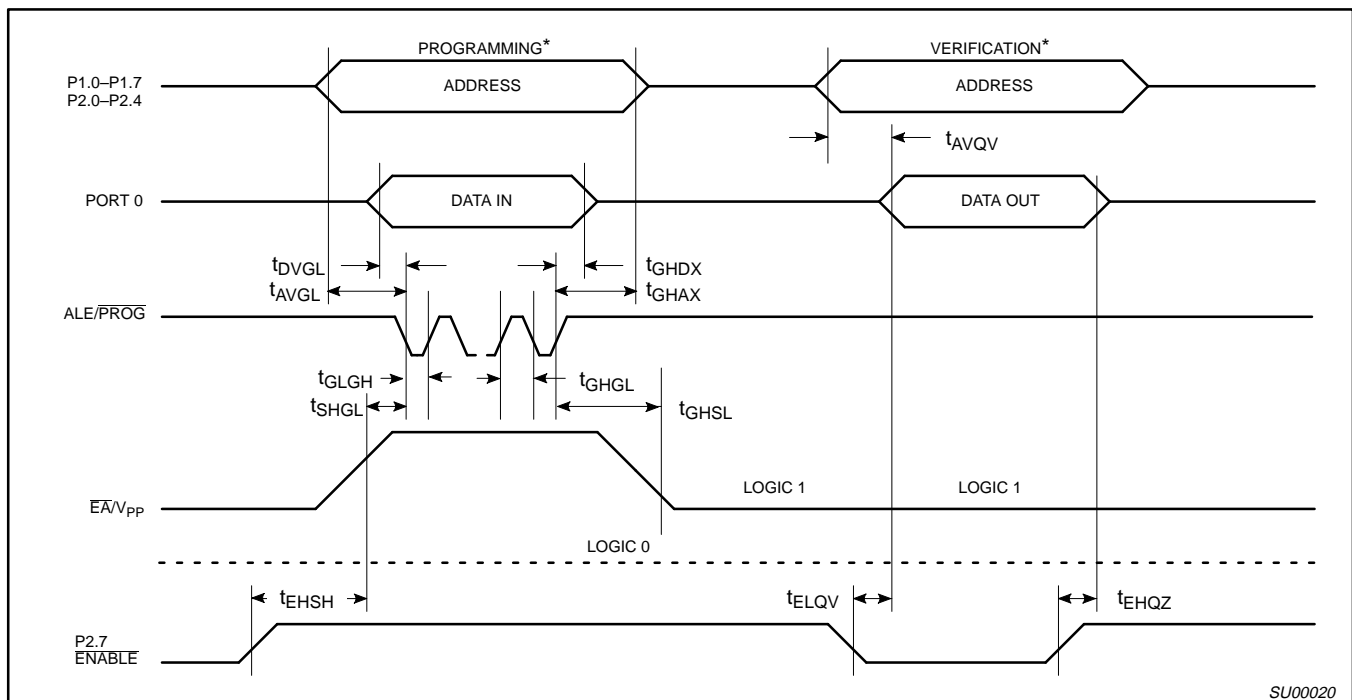 PROGRAMMING*
VERIFICATION*
P1.0–P1.7
P2.0–P2.4
ADDRESS
ADDRESS
tAVQV
PORT 0
DATA IN
DATA OUT
tDVGL
tGHDX
tAVGL
tGHAX
ALE/PROG
tGLGH
tGHGL
tSHGL
tGHSL
LOGIC 1
LOGIC 1
EA/VPP
LOGIC 0
tEHSH
tELQV
tEHQZ
P2.7
ENABLE
SU00020